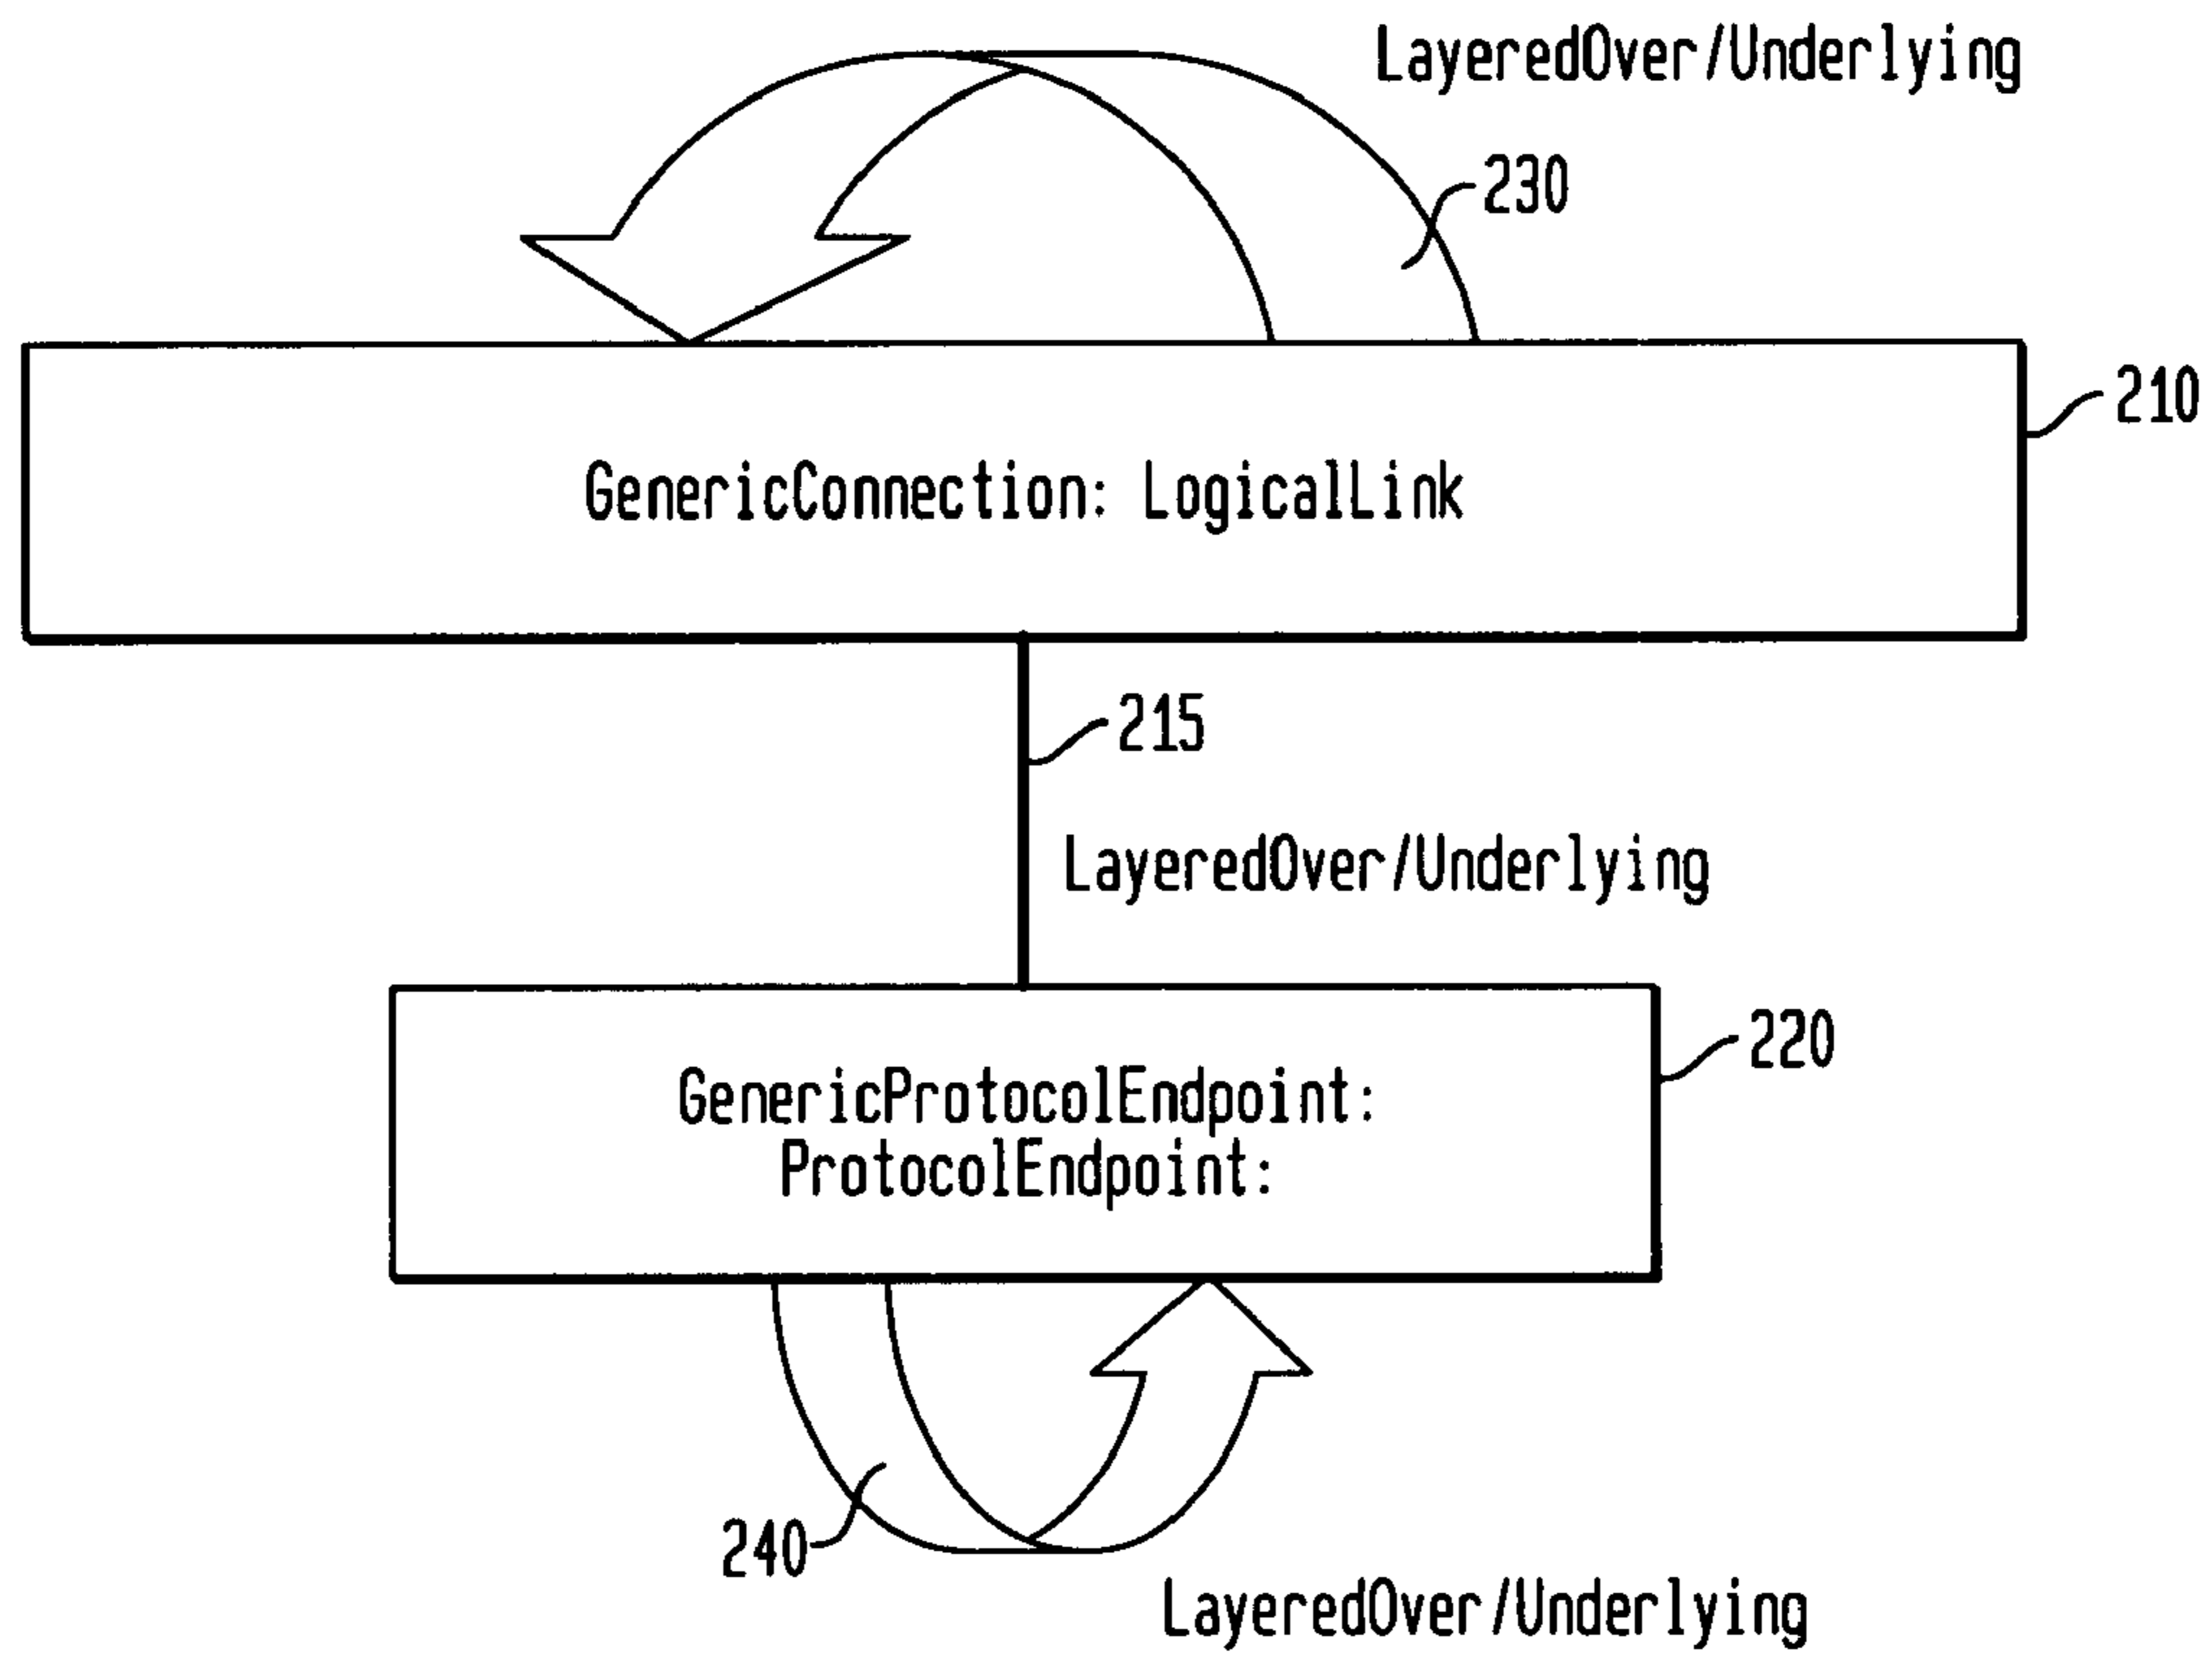 LayeredOver/Underlying
230
210
GenericConnection: LogicalLink
215
LayeredOver/Underlying
220
GenericProtocolEndpoint:
ProtocolEndpoint:
240
LayeredOver/Underlying